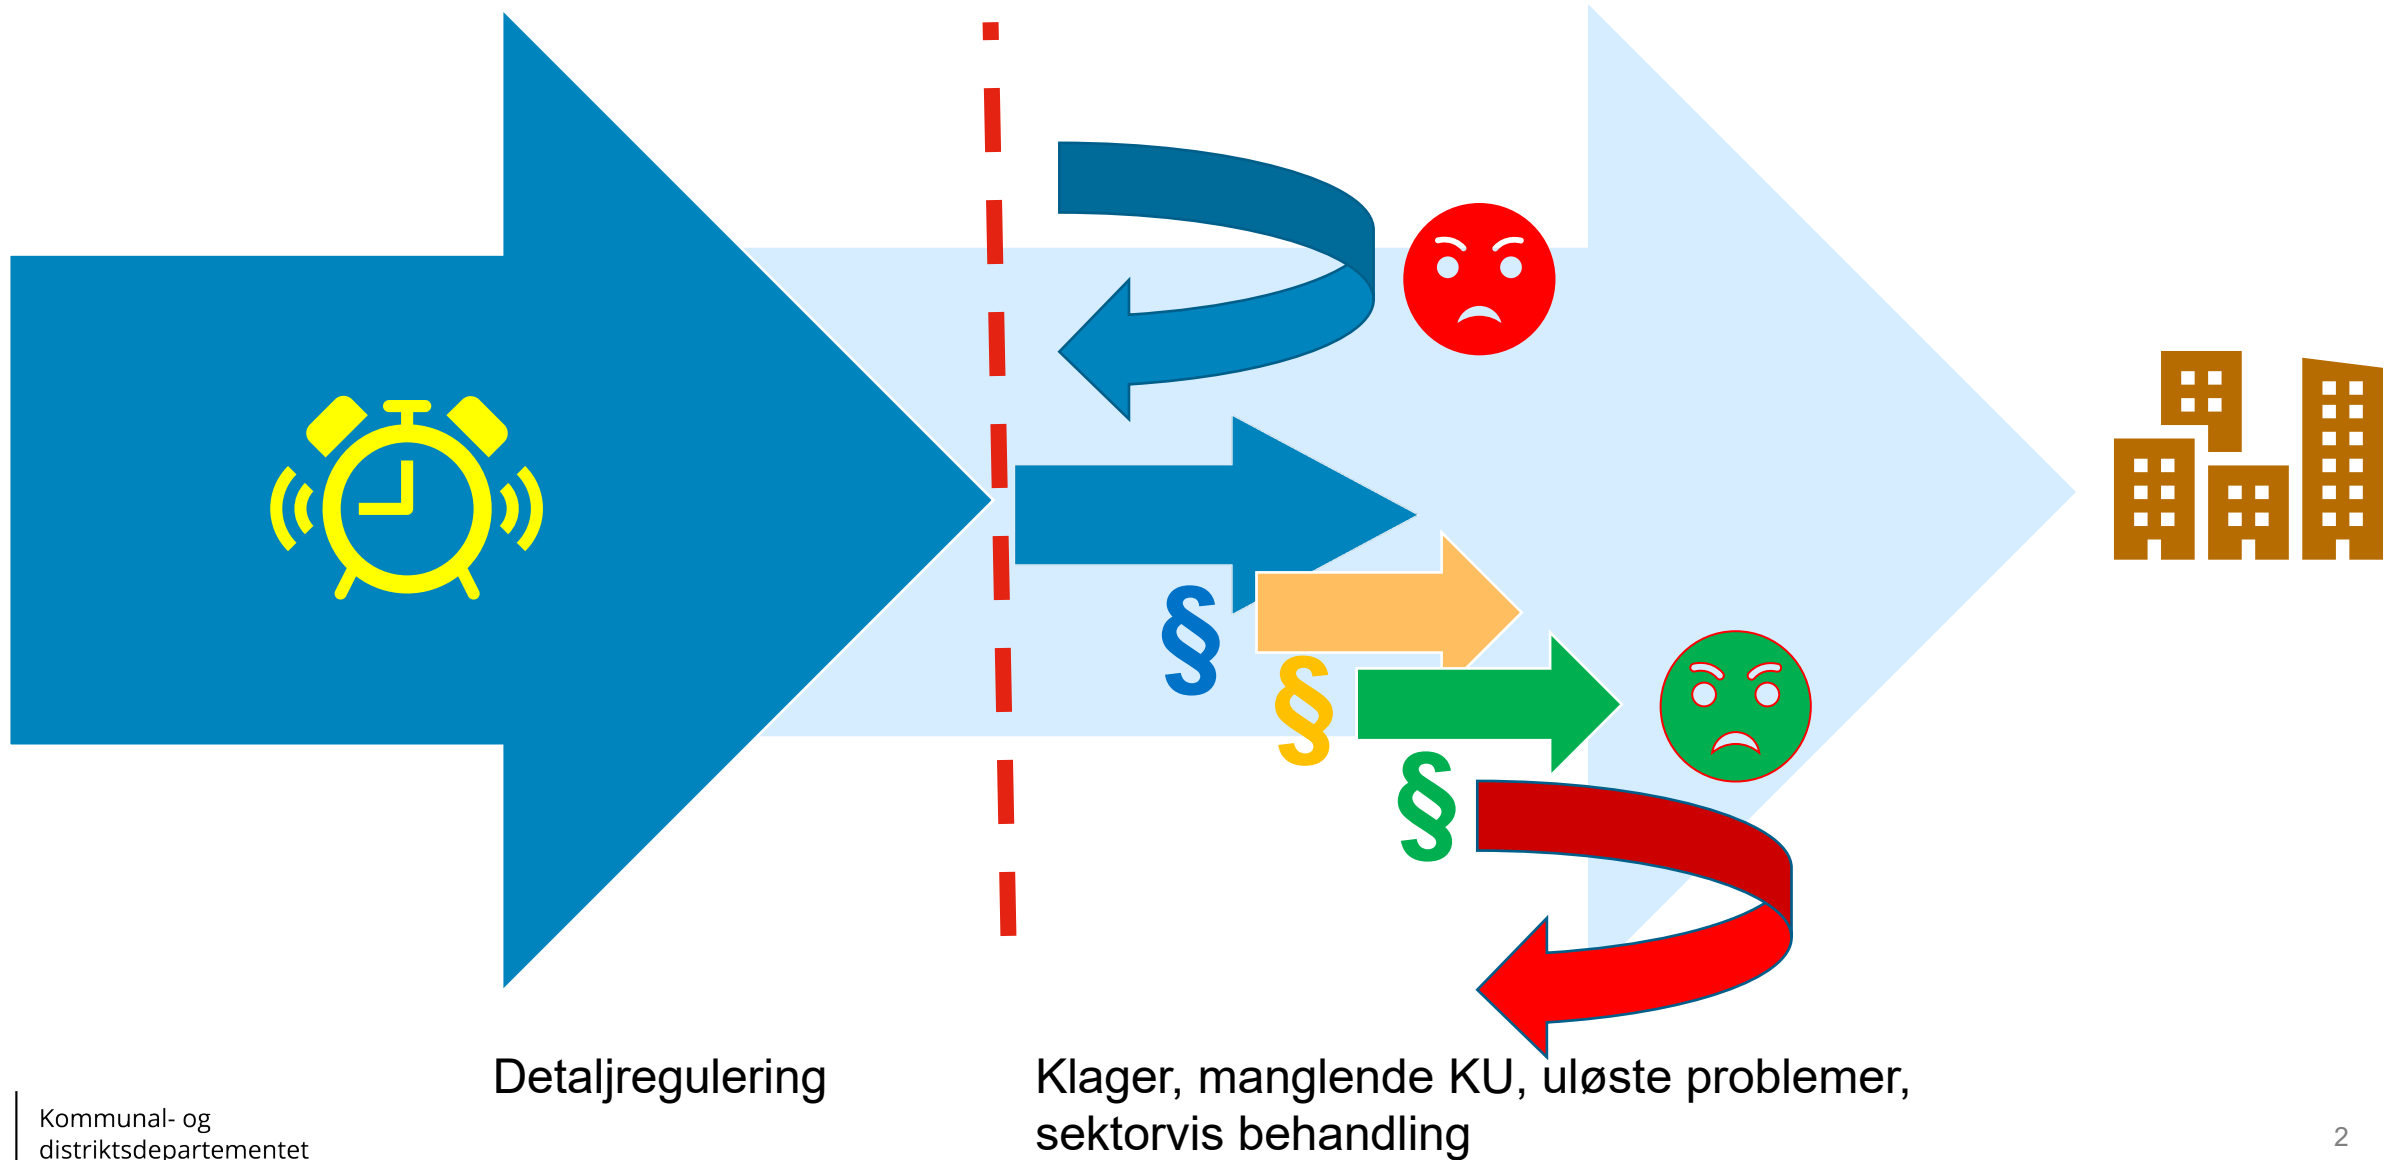 §
§
§
Detaljregulering
Klager, manglende KU, uløste problemer,
sektorvis behandling
Kommunal- og
distriktsdepartementet
2